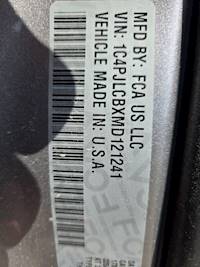 MFD BY: FCA US LLC
VIN: 1C4PJLCBXMD121241
VEHICLE MADE IN: U.S.A.